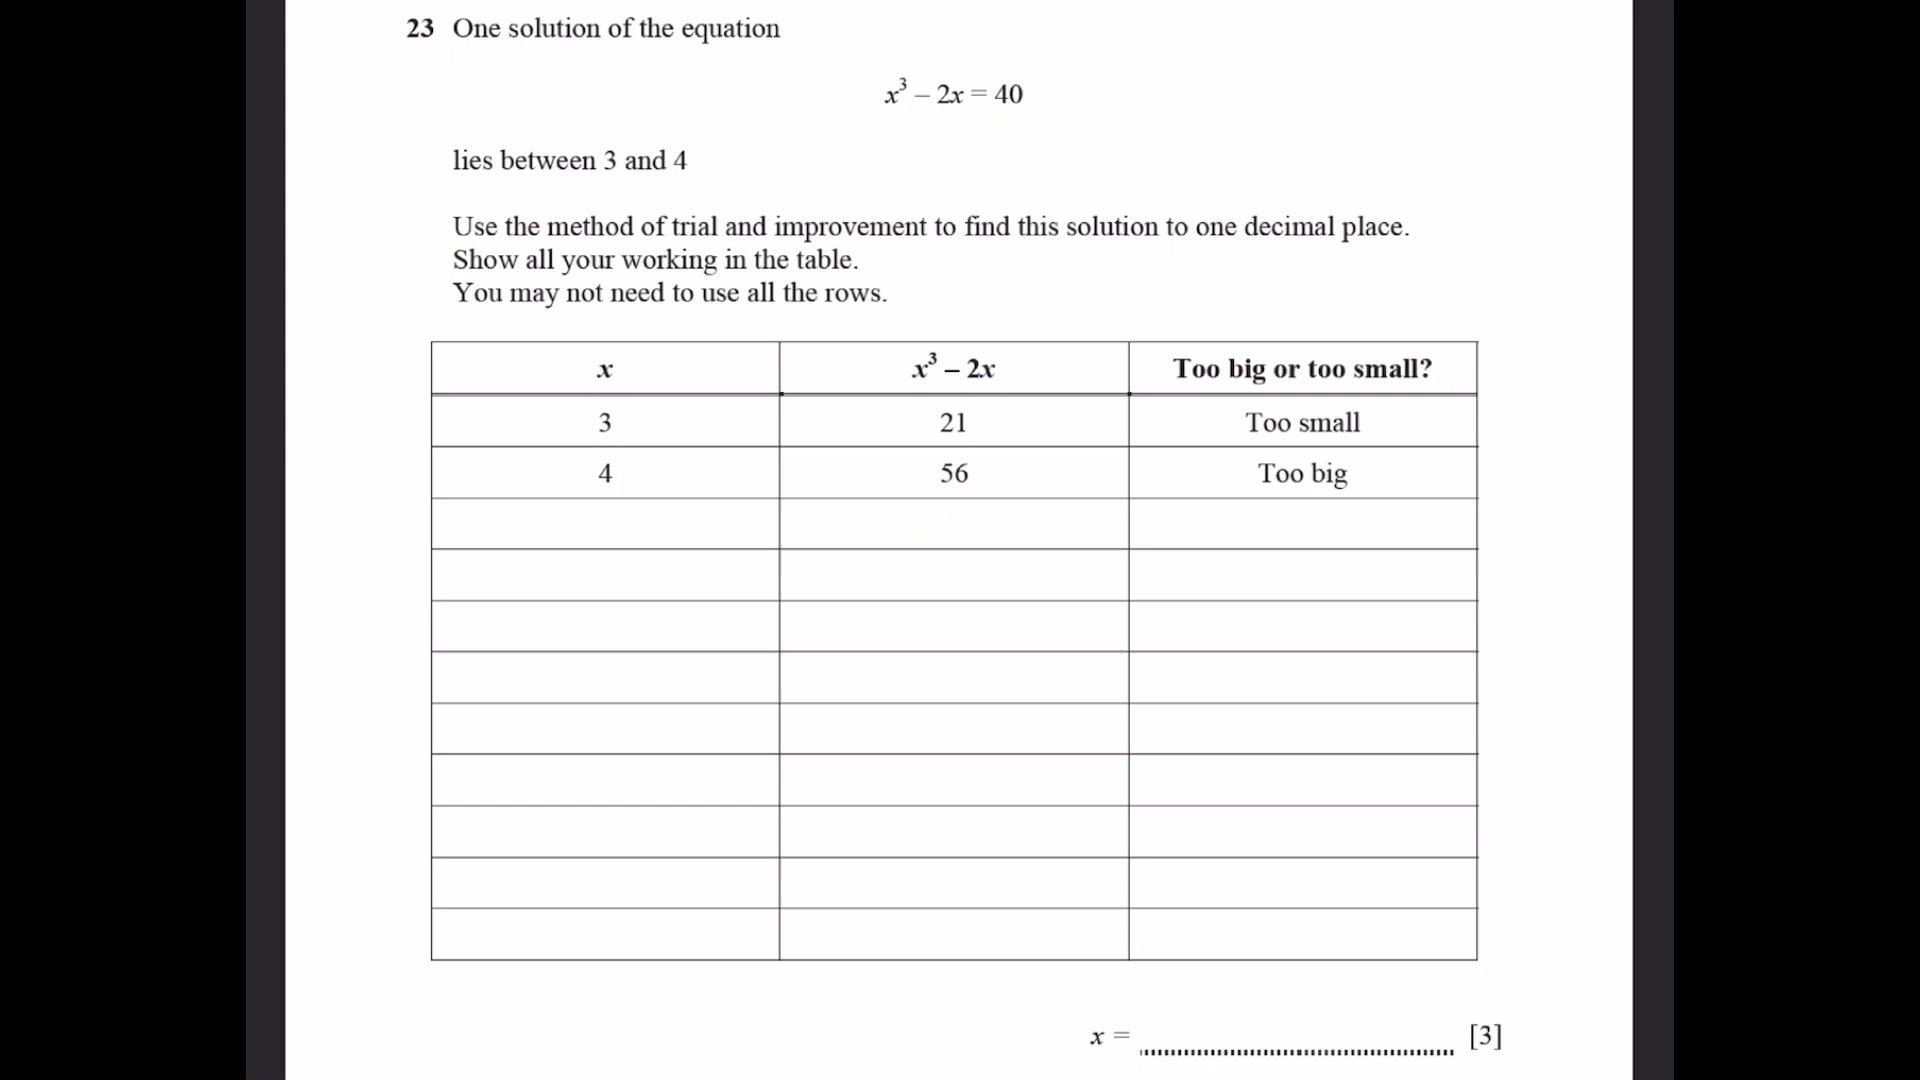 23 One solution of the equation
x³ – 2x = 40
lies between 3 and 4
Use the method of trial and improvement to find this solution to one decimal place.
Show all your working in the table.
You may not need to use all the rows.
x x³ – 2x Too big or too small?
3 21 Too small
4 56 Too big
x = ........................................ [3]